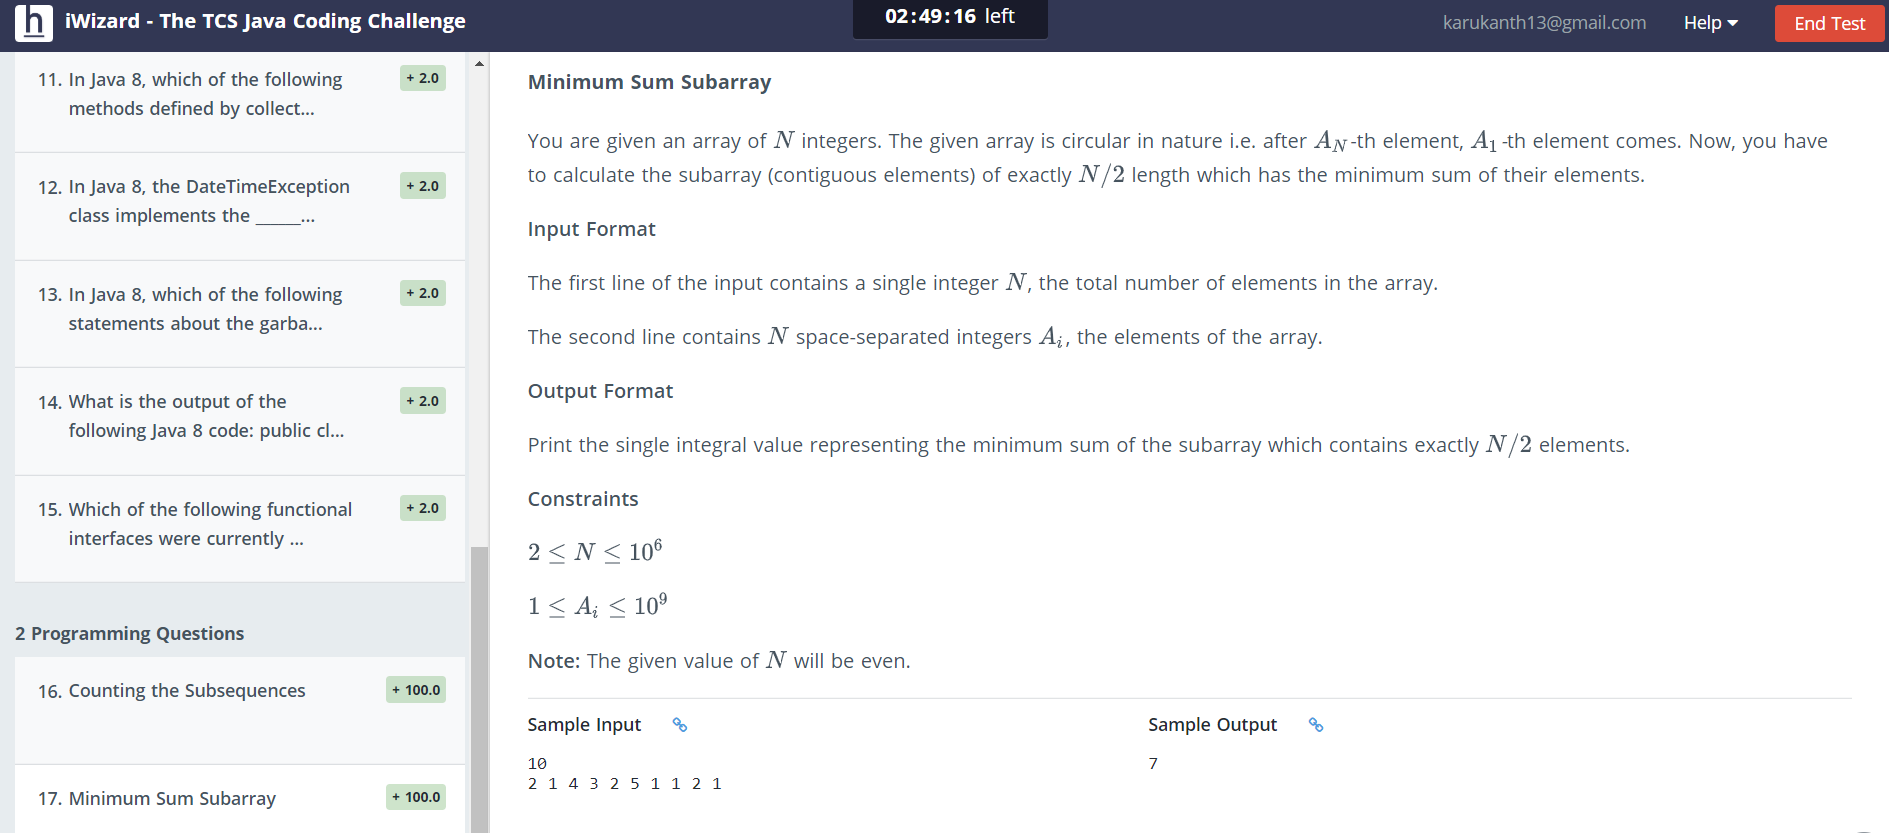 h iWizard - The TCS Java Coding Challenge
02:49:16 left
karukanth13@gmail.com
Help
End Test
11. In Java 8, which of the following
methods defined by collect...
+ 2.0
12. In Java 8, the DateTimeException
class implements the _____...
+ 2.0
13. In Java 8, which of the following
statements about the garba...
+ 2.0
14. What is the output of the
following Java 8 code: public cl...
+ 2.0
15. Which of the following functional
interfaces were currently ...
+ 2.0
2 Programming Questions
16. Counting the Subsequences
+ 100.0
17. Minimum Sum Subarray
+ 100.0
Minimum Sum Subarray
You are given an array of N integers. The given array is circular in nature i.e. after A_N-th element, A_1-th element comes. Now, you have
to calculate the subarray (contiguous elements) of exactly N/2 length which has the minimum sum of their elements.
Input Format
The first line of the input contains a single integer N, the total number of elements in the array.
The second line contains N space-separated integers A_i, the elements of the array.
Output Format
Print the single integral value representing the minimum sum of the subarray which contains exactly N/2 elements.
Constraints
2 ≤ N ≤ 10^6
1 ≤ A_i ≤ 10^9
Note: The given value of N will be even.
Sample Input
10
2 1 4 3 2 5 1 1 2 1
Sample Output
7